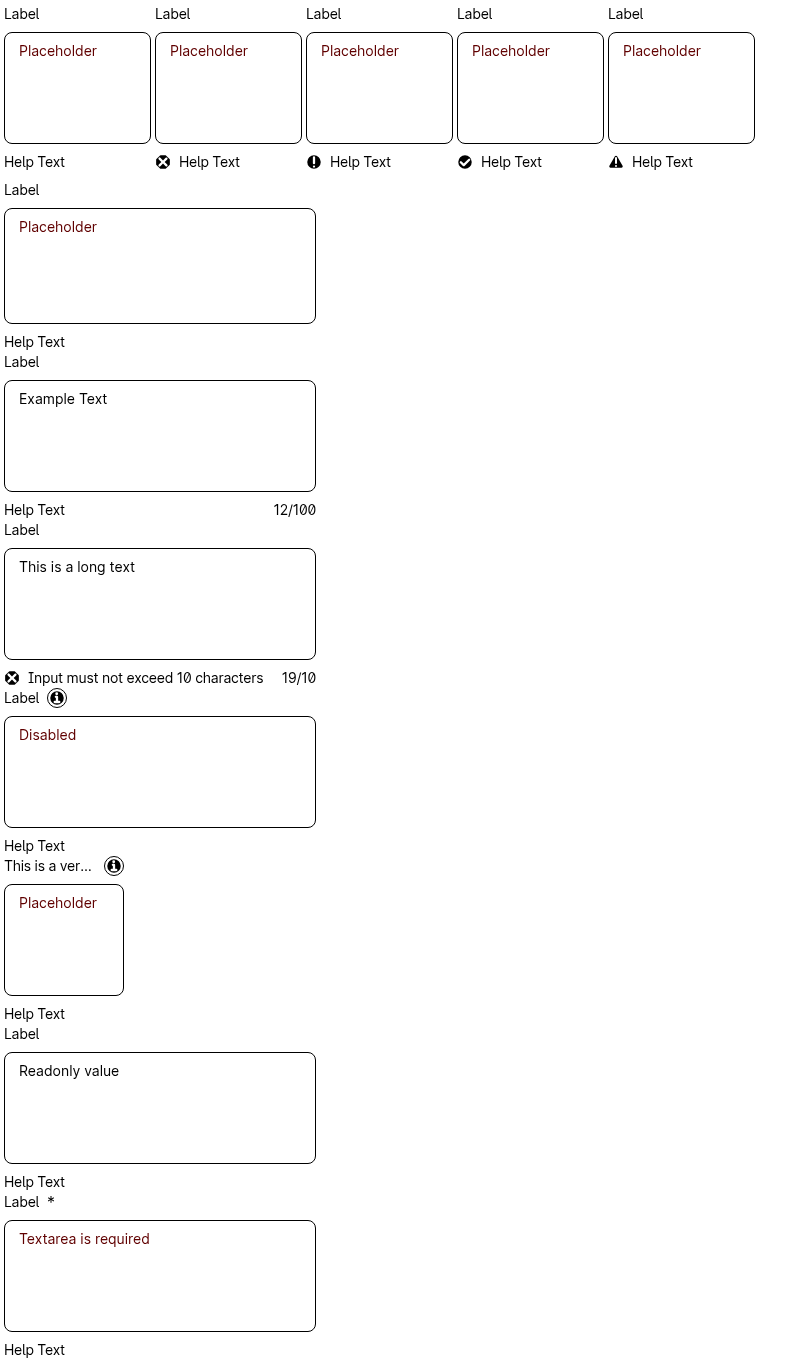 Label Label Label Label Label
Placeholder Placeholder Placeholder Placeholder Placeholder
Help Text Help Text Help Text Help Text Help Text
Label
Placeholder
Help Text
Label
Example Text
Help Text 12/100
Label
This is a long text
Input must not exceed 10 characters 19/10
Label
Disabled
Help Text
This is a ver...
Placeholder
Help Text
Label
Readonly value
Help Text
Label *
Textarea is required
Help Text